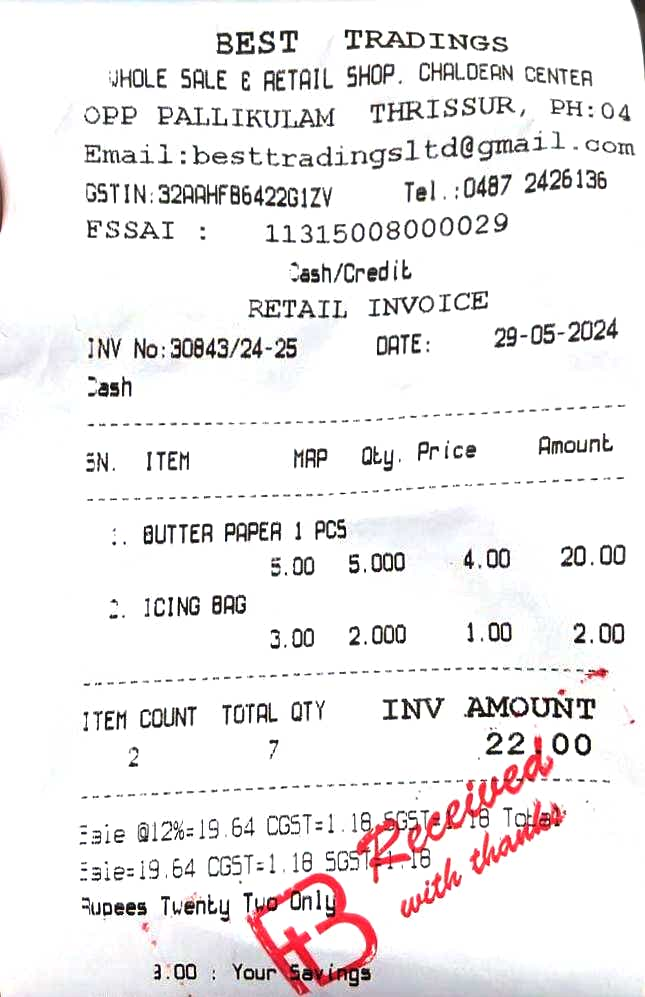 BEST TRADINGS
WHOLE SALE & RETAIL SHOP. CHALDEAN CENTER
OPP PALLIKULAM THRISSUR, PH:04
Email:besttradingsltd@gmail.com
GSTIN:32AAHFB6422G1ZV Tel.:0487 2426136
FSSAI : 11315008000029
Cash/Credit
RETAIL INVOICE
INV No:30843/24-25 DATE: 29-05-2024
Cash
SN. ITEM MRP Qty. Price Amount
1. BUTTER PAPER 1 PCS
5.00 5.000 4.00 20.00
2. ICING BAG
3.00 2.000 1.00 2.00
ITEM COUNT TOTAL QTY INV AMOUNT
2 7 22.00
Sale @12%=19.64 CGST=1.18 SGST=1.18 Total
Sale=19.64 CGST=1.18 SGST=1.18
Rupees Twenty Two Only
Received
with thanks
3.00 : Your Savings